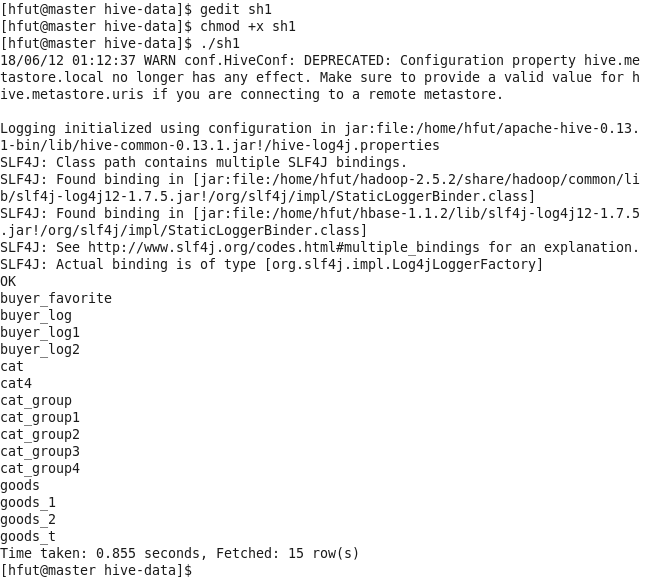 [hfut@master hive-data]$ gedit sh1
[hfut@master hive-data]$ chmod +x sh1
[hfut@master hive-data]$ ./sh1
18/06/12 01:12:37 WARN conf.HiveConf: DEPRECATED: Configuration property hive.me
tastore.local no longer has any effect. Make sure to provide a valid value for h
ive.metastore.uris if you are connecting to a remote metastore.

Logging initialized using configuration in jar:file:/home/hfut/apache-hive-0.13.
1-bin/lib/hive-common-0.13.1.jar!/hive-log4j.properties
SLF4J: Class path contains multiple SLF4J bindings.
SLF4J: Found binding in [jar:file:/home/hfut/hadoop-2.5.2/share/hadoop/common/li
b/slf4j-log4j12-1.7.5.jar!/org/slf4j/impl/StaticLoggerBinder.class]
SLF4J: Found binding in [jar:file:/home/hfut/hbase-1.1.2/lib/slf4j-log4j12-1.7.5
.jar!/org/slf4j/impl/StaticLoggerBinder.class]
SLF4J: See http://www.slf4j.org/codes.html#multiple_bindings for an explanation.
SLF4J: Actual binding is of type [org.slf4j.impl.Log4jLoggerFactory]
OK
buyer_favorite
buyer_log
buyer_log1
buyer_log2
cat
cat4
cat_group
cat_group1
cat_group2
cat_group3
cat_group4
goods
goods_1
goods_2
goods_t
Time taken: 0.855 seconds, Fetched: 15 row(s)
[hfut@master hive-data]$